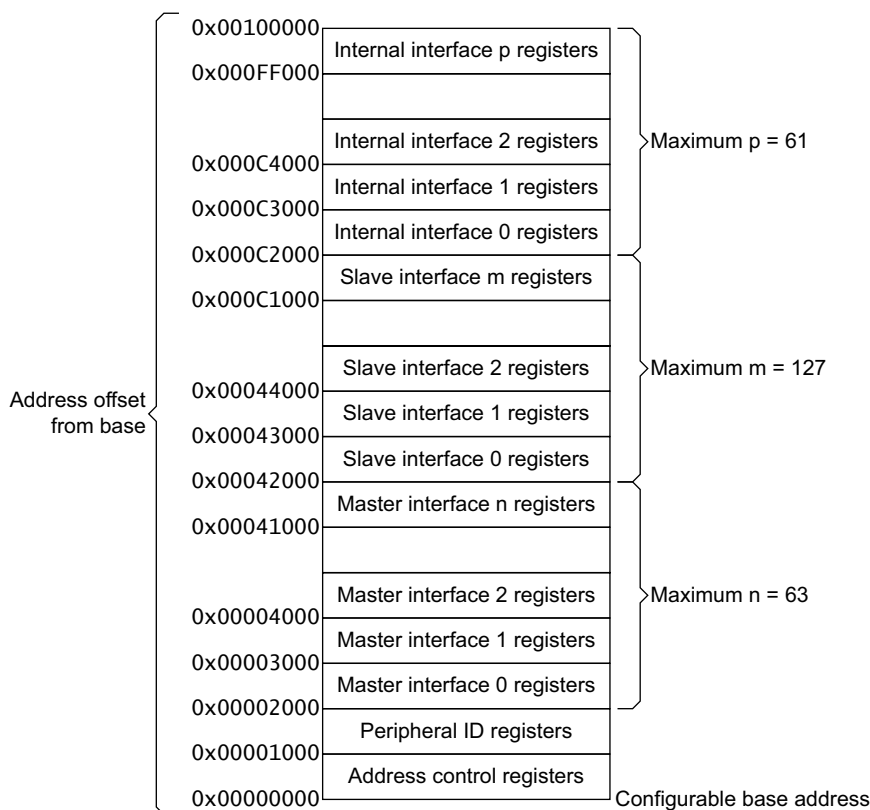 0x00100000
Internal interface p registers
0x000FF000
Internal interface 2 registers
Maximum p = 61
0x000C4000
Internal interface 1 registers
0x000C3000
Internal interface 0 registers
0x000C2000
Slave interface m registers
0x000C1000
Slave interface 2 registers
Maximum m = 127
0x00044000
Address offset
from base
Slave interface 1 registers
0x00043000
Slave interface 0 registers
0x00042000
Master interface n registers
0x00041000
Master interface 2 registers
Maximum n = 63
0x00004000
Master interface 1 registers
0x00003000
Master interface 0 registers
0x00002000
Peripheral ID registers
0x00001000
Address control registers
0x00000000
Configurable base address